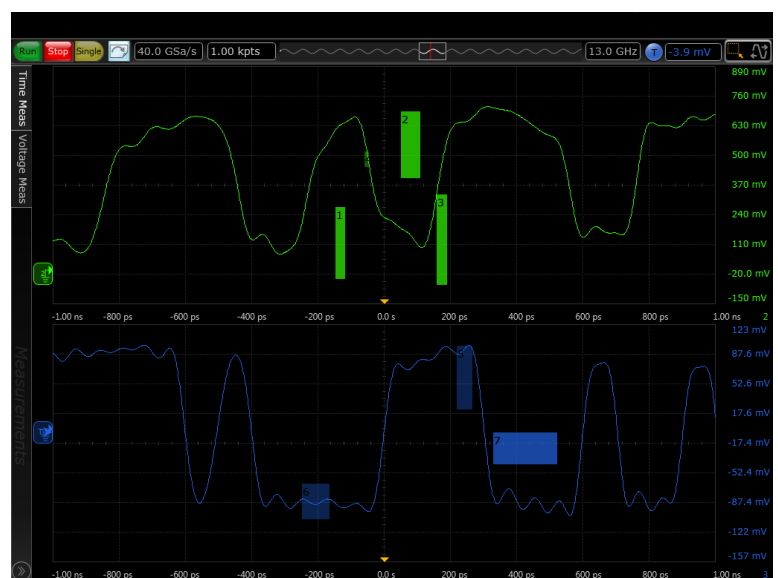 Run Stop Single 40.0 GSa/s 1.00 kpts 13.0 GHz T -3.9 mV
Time Meas
Voltage Meas
Measurements
890 mV
760 mV
630 mV
500 mV
370 mV
240 mV
110 mV
-20.0 mV
-150 mV
2
1
3
-1.00 ns -800 ps -600 ps -400 ps -200 ps 0.0 s 200 ps 400 ps 600 ps 800 ps 1.00 ns 2
123 mV
87.6 mV
52.6 mV
17.6 mV
-17.4 mV
-52.4 mV
-87.4 mV
-122 mV
-157 mV
5
7
6
-1.00 ns -800 ps -600 ps -400 ps -200 ps 0.0 s 200 ps 400 ps 600 ps 800 ps 1.00 ns 3